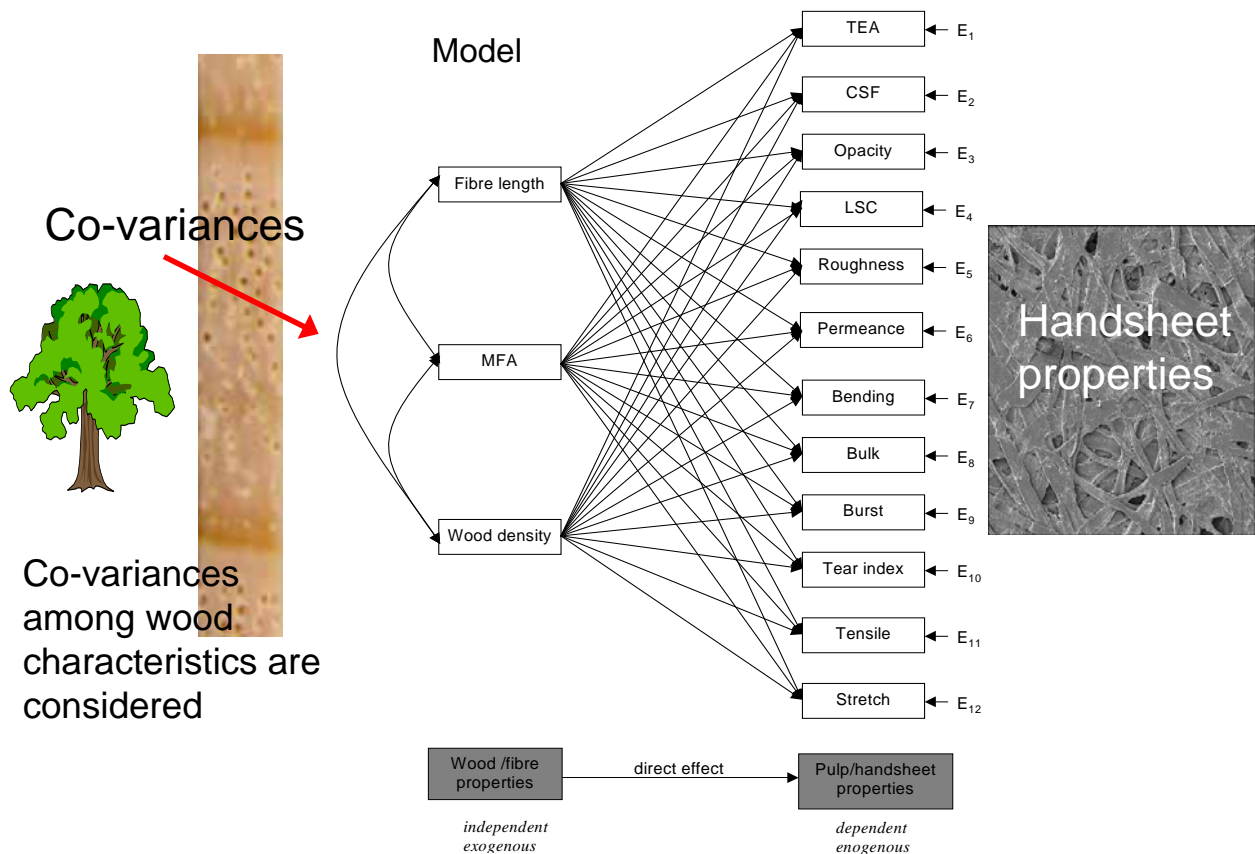 Model
Co-variances
Co-variances
among wood
characteristics are
considered
Fibre length
MFA
Wood density
TEA
E1
CSF
E2
Opacity
E3
LSC
E4
Roughness
E5
Permeance
E6
Bending
E7
Bulk
E8
Burst
E9
Tear index
E10
Tensile
E11
Stretch
E12
Handsheet
properties
Wood /fibre
properties
direct effect
Pulp/handsheet
properties
independent
exogenous
dependent
enogenous